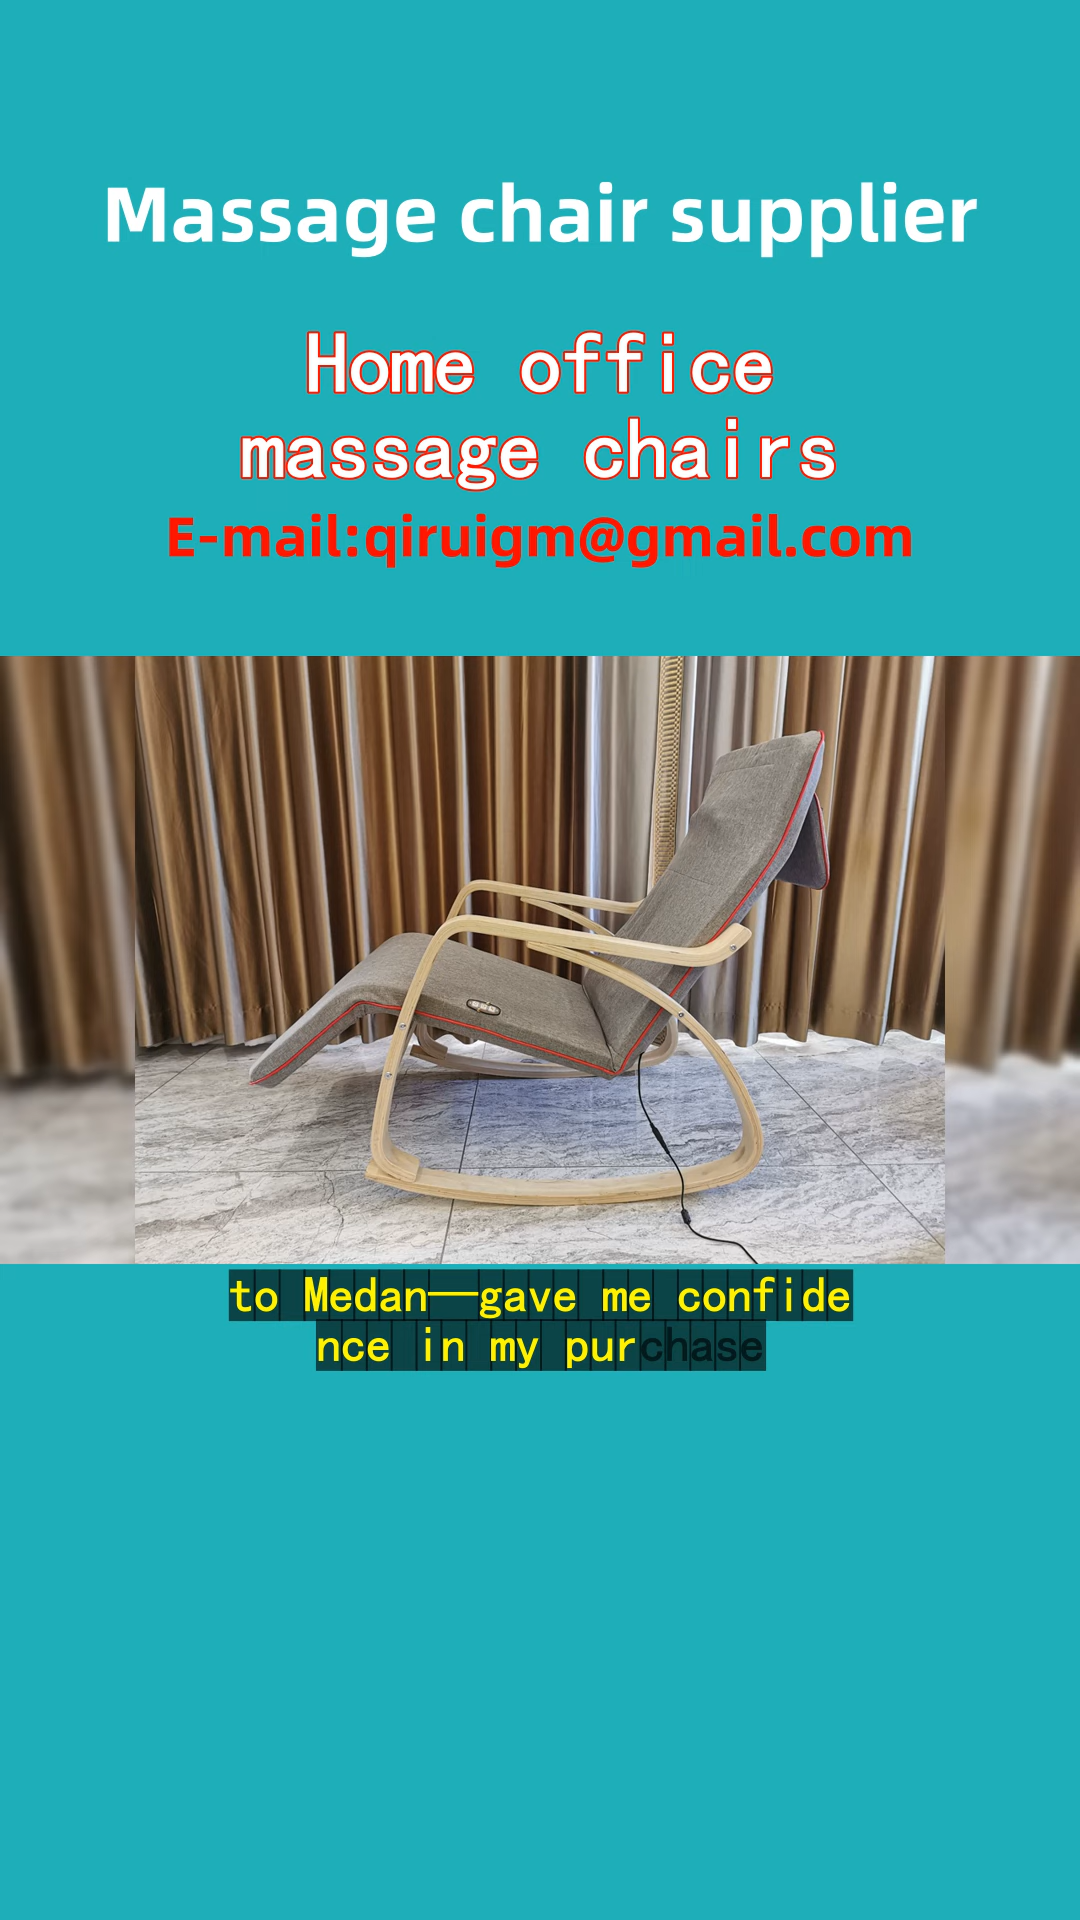 Massage chair supplier
Home office
massage chairs
E-mail:qiruigm@gmail.com
to Medan——gave me confide
nce in my purchase